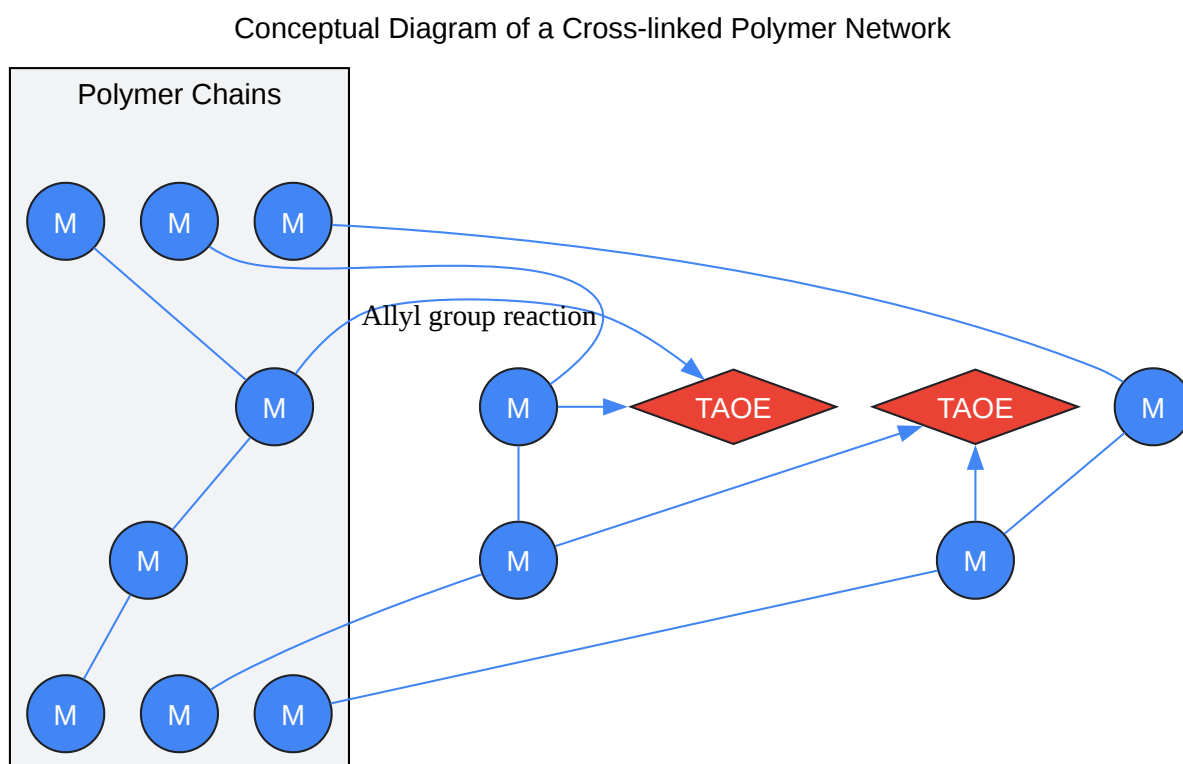 Conceptual Diagram of a Cross-linked Polymer Network
Polymer Chains
M M M
Allyl group reaction
M M TAOE TAOE M
M M M
M M M